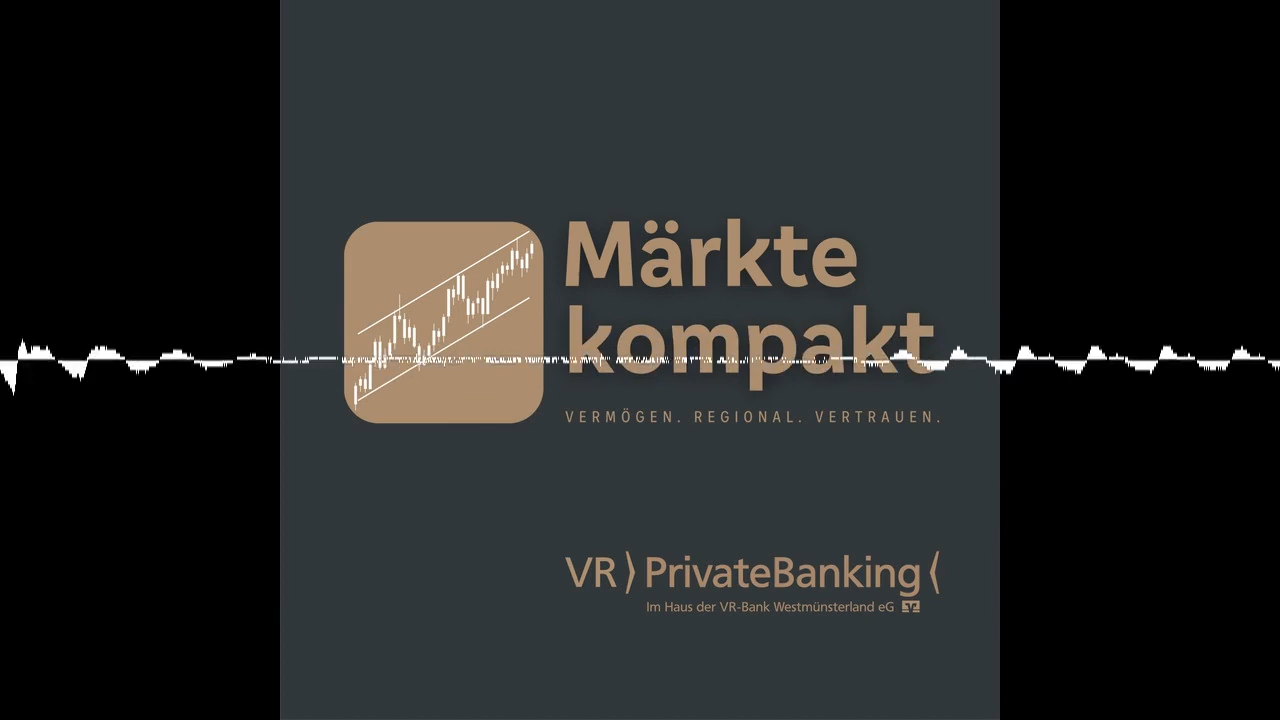 Märkte
kompakt
VERMÖGEN. REGIONAL. VERTRAUEN.
VR⟩PrivateBanking⟨
Im Haus der VR-Bank Westmünsterland eG